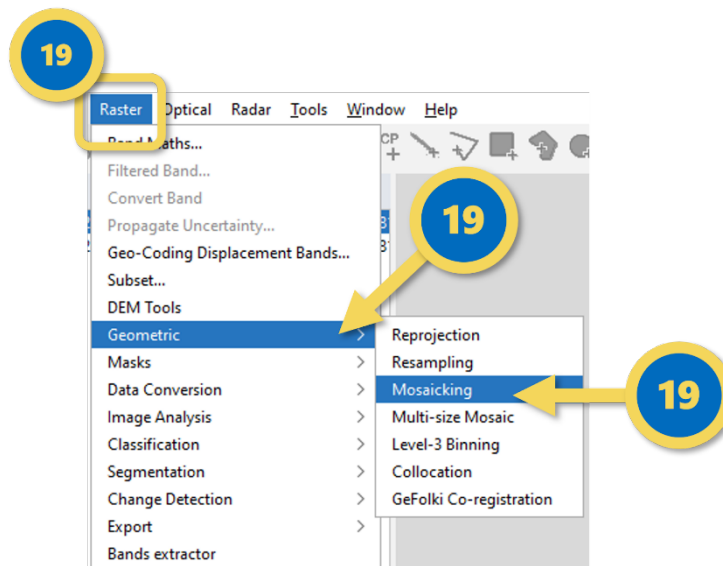 19
Raster Optical Radar Tools Window Help
Band Maths...
Filtered Band...
Convert Band
Propagate Uncertainty...
19
Geo-Coding Displacement Bands...
Subset...
DEM Tools
Geometric >
Reprojection
Masks >
Resampling
Data Conversion >
Mosaicking
19
Image Analysis >
Multi-size Mosaic
Classification >
Level-3 Binning
Segmentation >
Collocation
Change Detection >
GeFolki Co-registration
Export >
Bands extractor